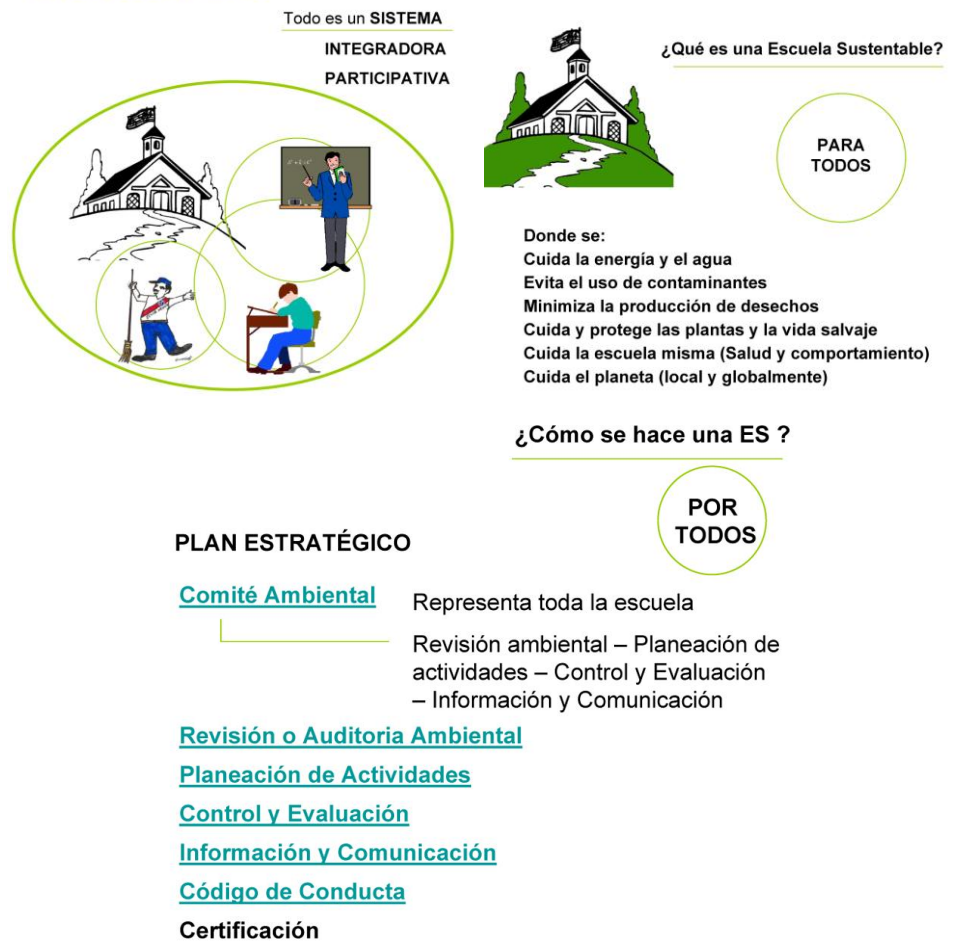 Todo es un SISTEMA
INTEGRADORA
PARTICIPATIVA
¿Qué es una Escuela Sustentable?
PARA
TODOS
Donde se:
Cuida la energía y el agua
Evita el uso de contaminantes
Minimiza la producción de desechos
Cuida y protege las plantas y la vida salvaje
Cuida la escuela misma (Salud y comportamiento)
Cuida el planeta (local y globalmente)
¿Cómo se hace una ES ?
POR
TODOS
PLAN ESTRATÉGICO
Comité Ambiental
Representa toda la escuela
Revisión ambiental – Planeación de
actividades – Control y Evaluación
– Información y Comunicación
Revisión o Auditoria Ambiental
Planeación de Actividades
Control y Evaluación
Información y Comunicación
Código de Conducta
Certificación